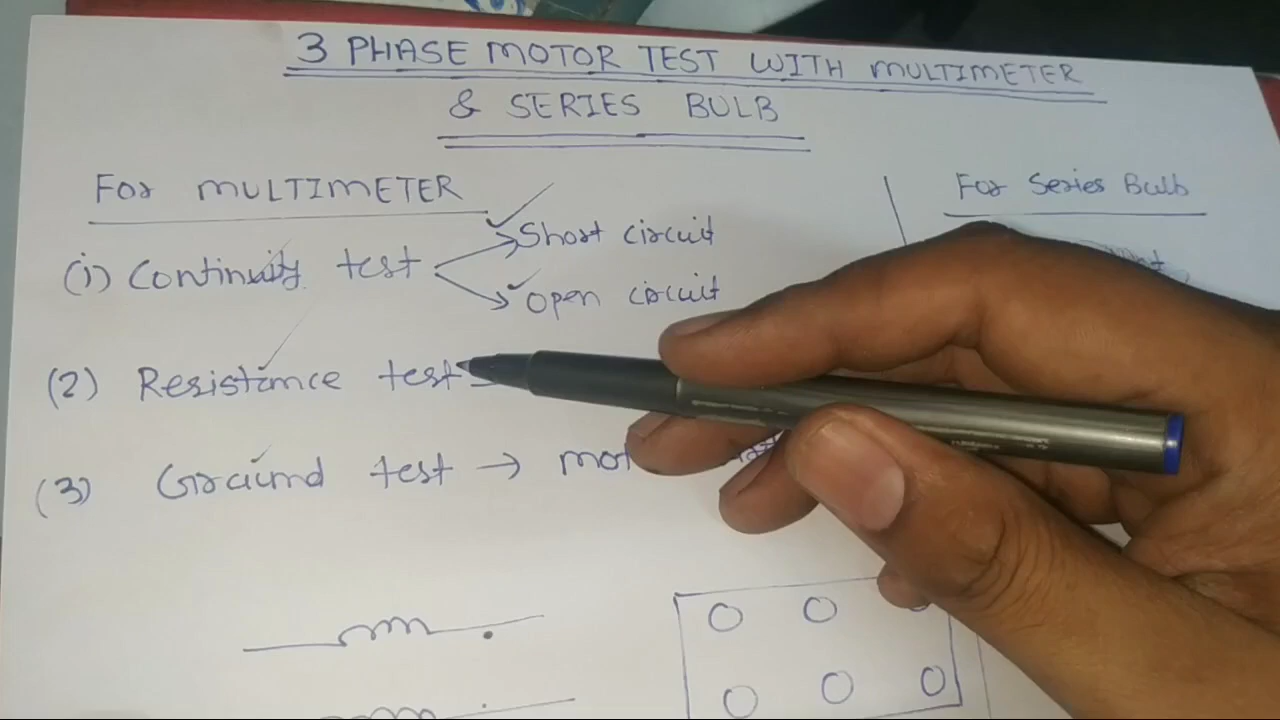 3 PHASE MOTOR TEST WITH MULTIMETER
& SERIES BULB
For MULTIMETER
For Series Bulb
(1) Continuity test
Short circuit
Open circuit
(2) Resistance test
(3) Ground test → mot